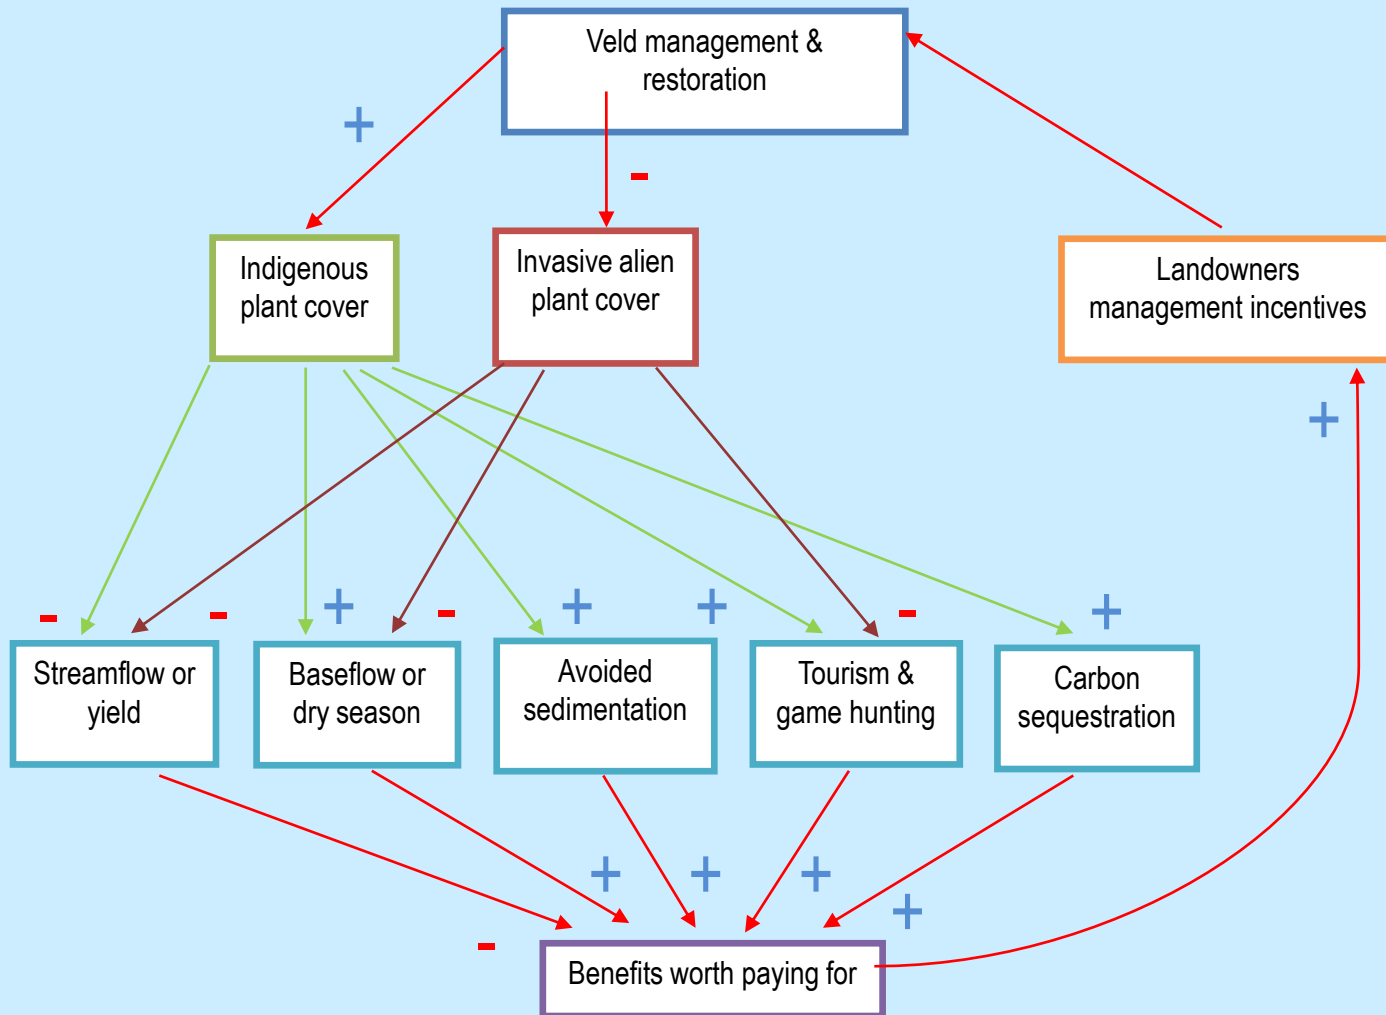 Veld management &
restoration
+
-
Indigenous
plant cover
Invasive alien
plant cover
Landowners
management incentives
+
-
-
+
-
+
+
-
+
Streamflow or
yield
Baseflow or
dry season
Avoided
sedimentation
Tourism &
game hunting
Carbon
sequestration
+
+
+
+
-
Benefits worth paying for